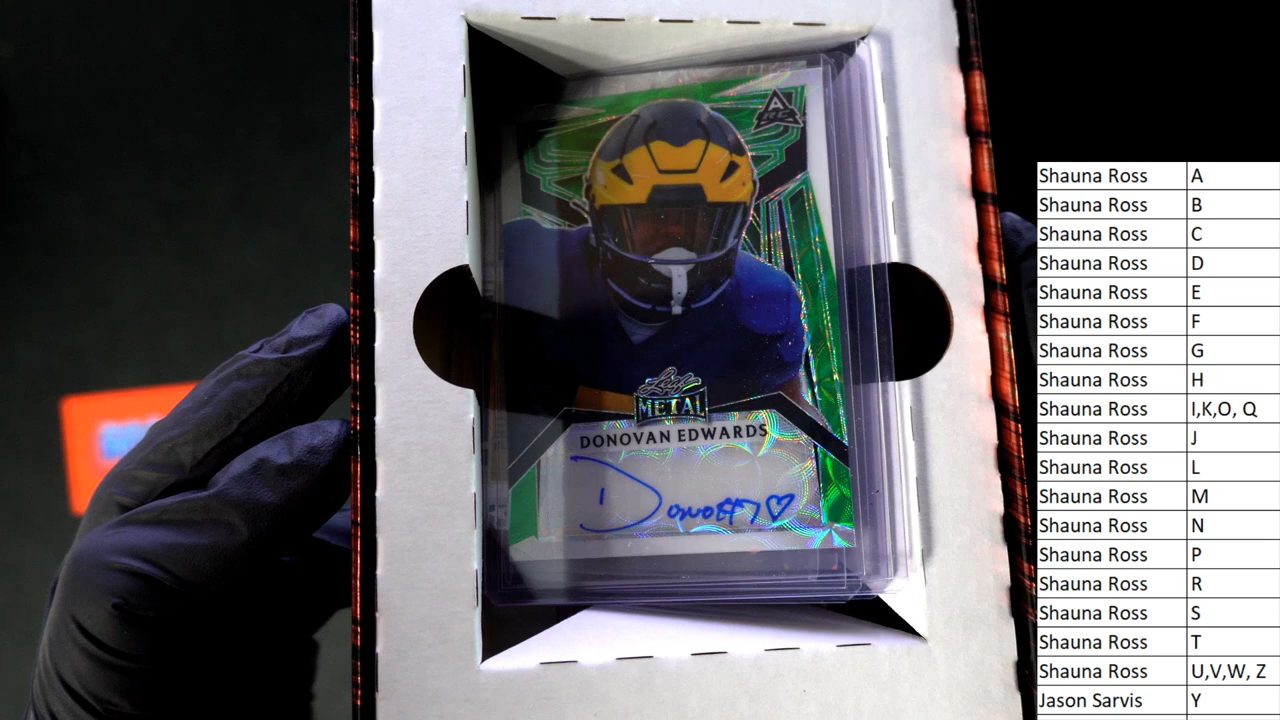 A
Leaf
METAL
DONOVAN EDWARDS
Shauna Ross A
Shauna Ross B
Shauna Ross C
Shauna Ross D
Shauna Ross E
Shauna Ross F
Shauna Ross G
Shauna Ross H
Shauna Ross I,K,O, Q
Shauna Ross J
Shauna Ross L
Shauna Ross M
Shauna Ross N
Shauna Ross P
Shauna Ross R
Shauna Ross S
Shauna Ross T
Shauna Ross U,V,W, Z
Jason Sarvis Y